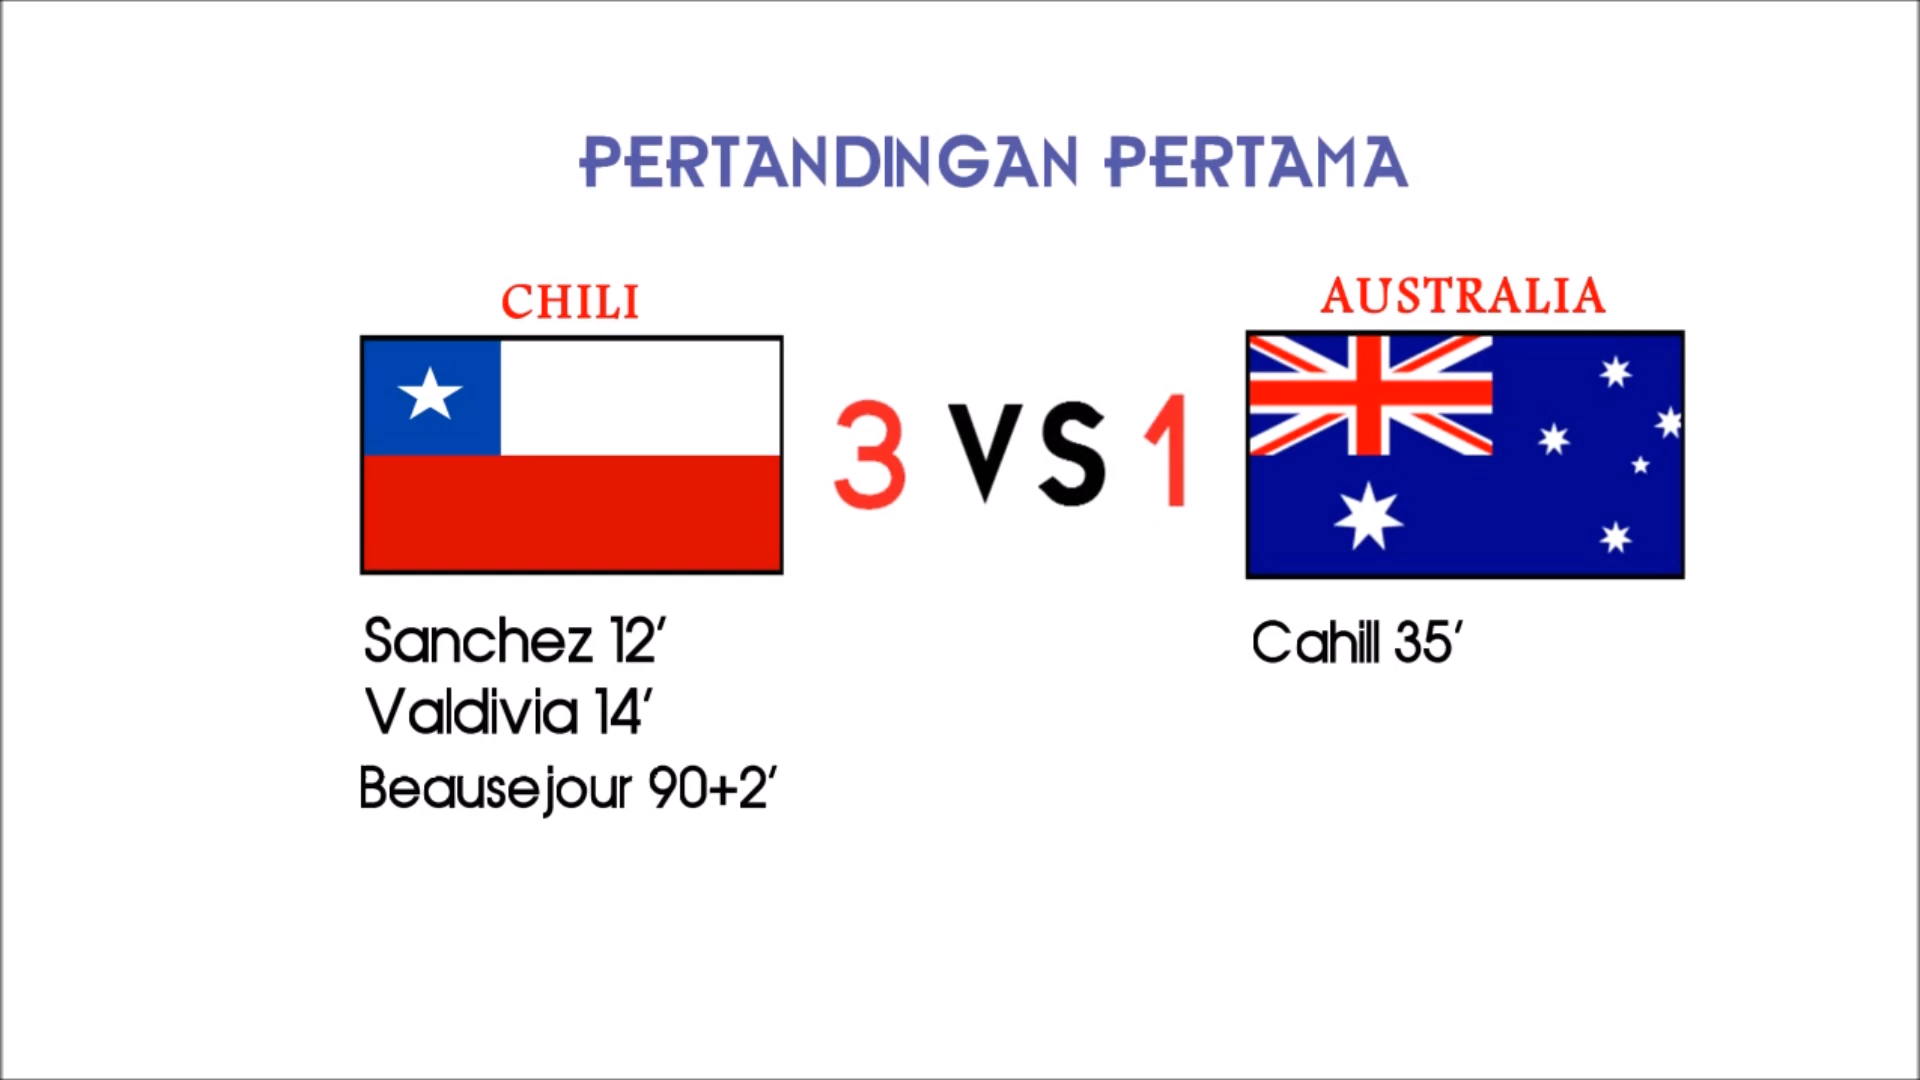 PERTANDINGAN PERTAMA
CHILI
AUSTRALIA
3 VS 1
Sanchez 12'
Valdivia 14'
Beausejour 90+2'
Cahill 35'